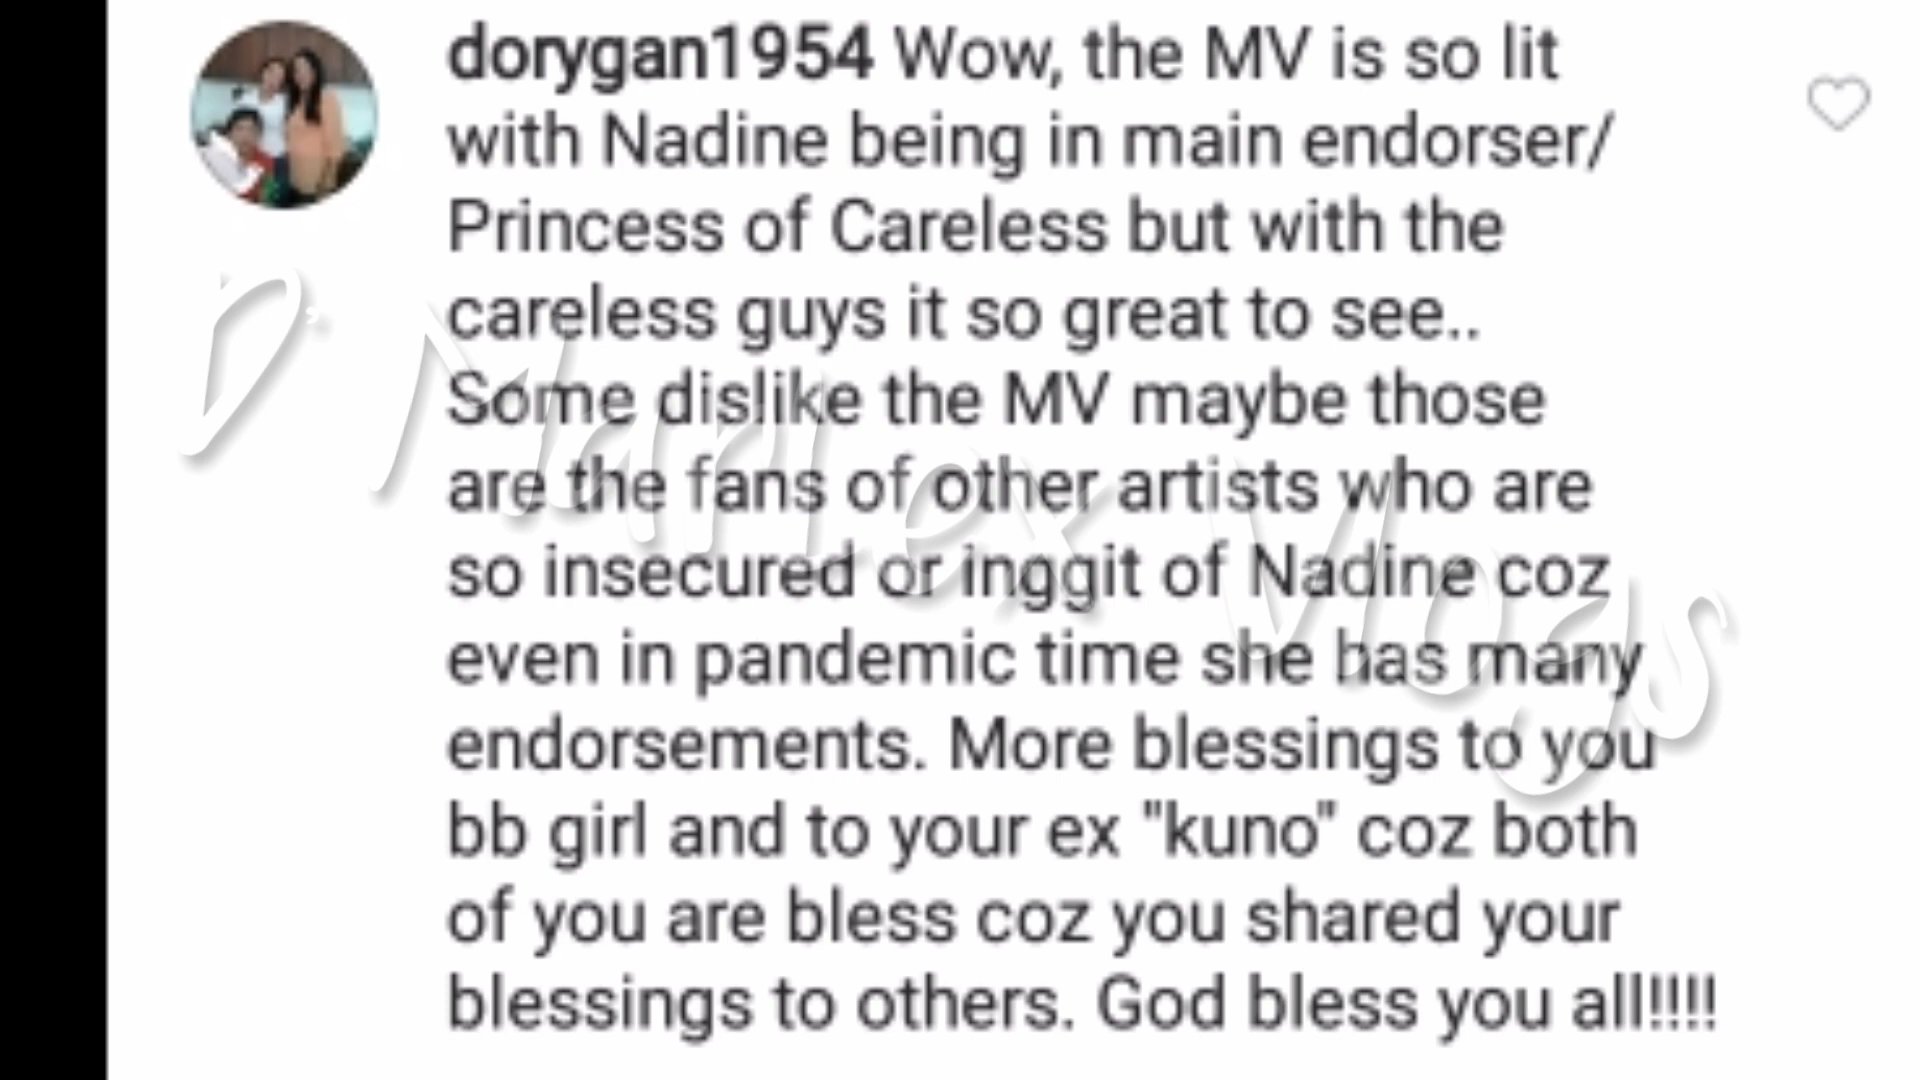 dorygan1954 Wow, the MV is so lit
with Nadine being in main endorser/
Princess of Careless but with the
careless guys it so great to see..
Some dislike the MV maybe those
are the fans of other artists who are
so insecured or inggit of Nadine coz
even in pandemic time she has many
endorsements. More blessings to you
bb girl and to your ex "kuno" coz both
of you are bless coz you shared your
blessings to others. God bless you all!!!!
D' MarLex Vlogs